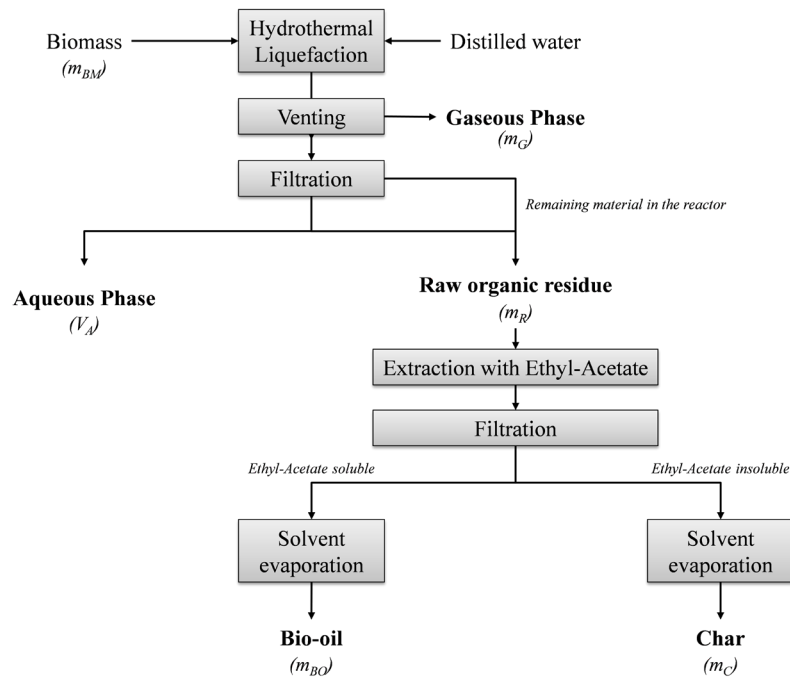 Biomass
(m_BM)
Hydrothermal
Liquefaction
Distilled water
Venting
Gaseous Phase
(m_G)
Filtration
Remaining material in the reactor
Aqueous Phase
(V_A)
Raw organic residue
(m_R)
Extraction with Ethyl-Acetate
Filtration
Ethyl-Acetate soluble
Ethyl-Acetate insoluble
Solvent
evaporation
Solvent
evaporation
Bio-oil
(m_BO)
Char
(m_C)